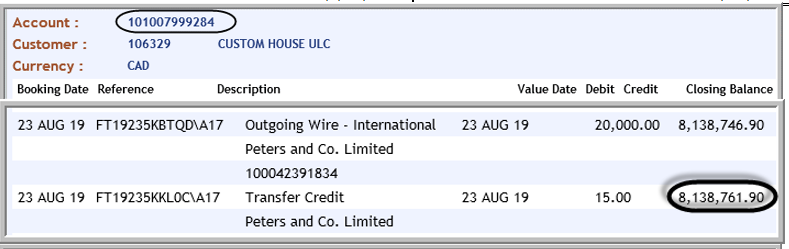 Account : 101007999284
Customer : 106329 CUSTOM HOUSE ULC
Currency : CAD
Booking Date Reference Description Value Date Debit Credit Closing Balance
23 AUG 19 FT19235KBTQD\A17 Outgoing Wire - International 23 AUG 19 20,000.00 8,138,746.90
Peters and Co. Limited
100042391834
23 AUG 19 FT19235KKL0C\A17 Transfer Credit 23 AUG 19 15.00 8,138,761.90
Peters and Co. Limited